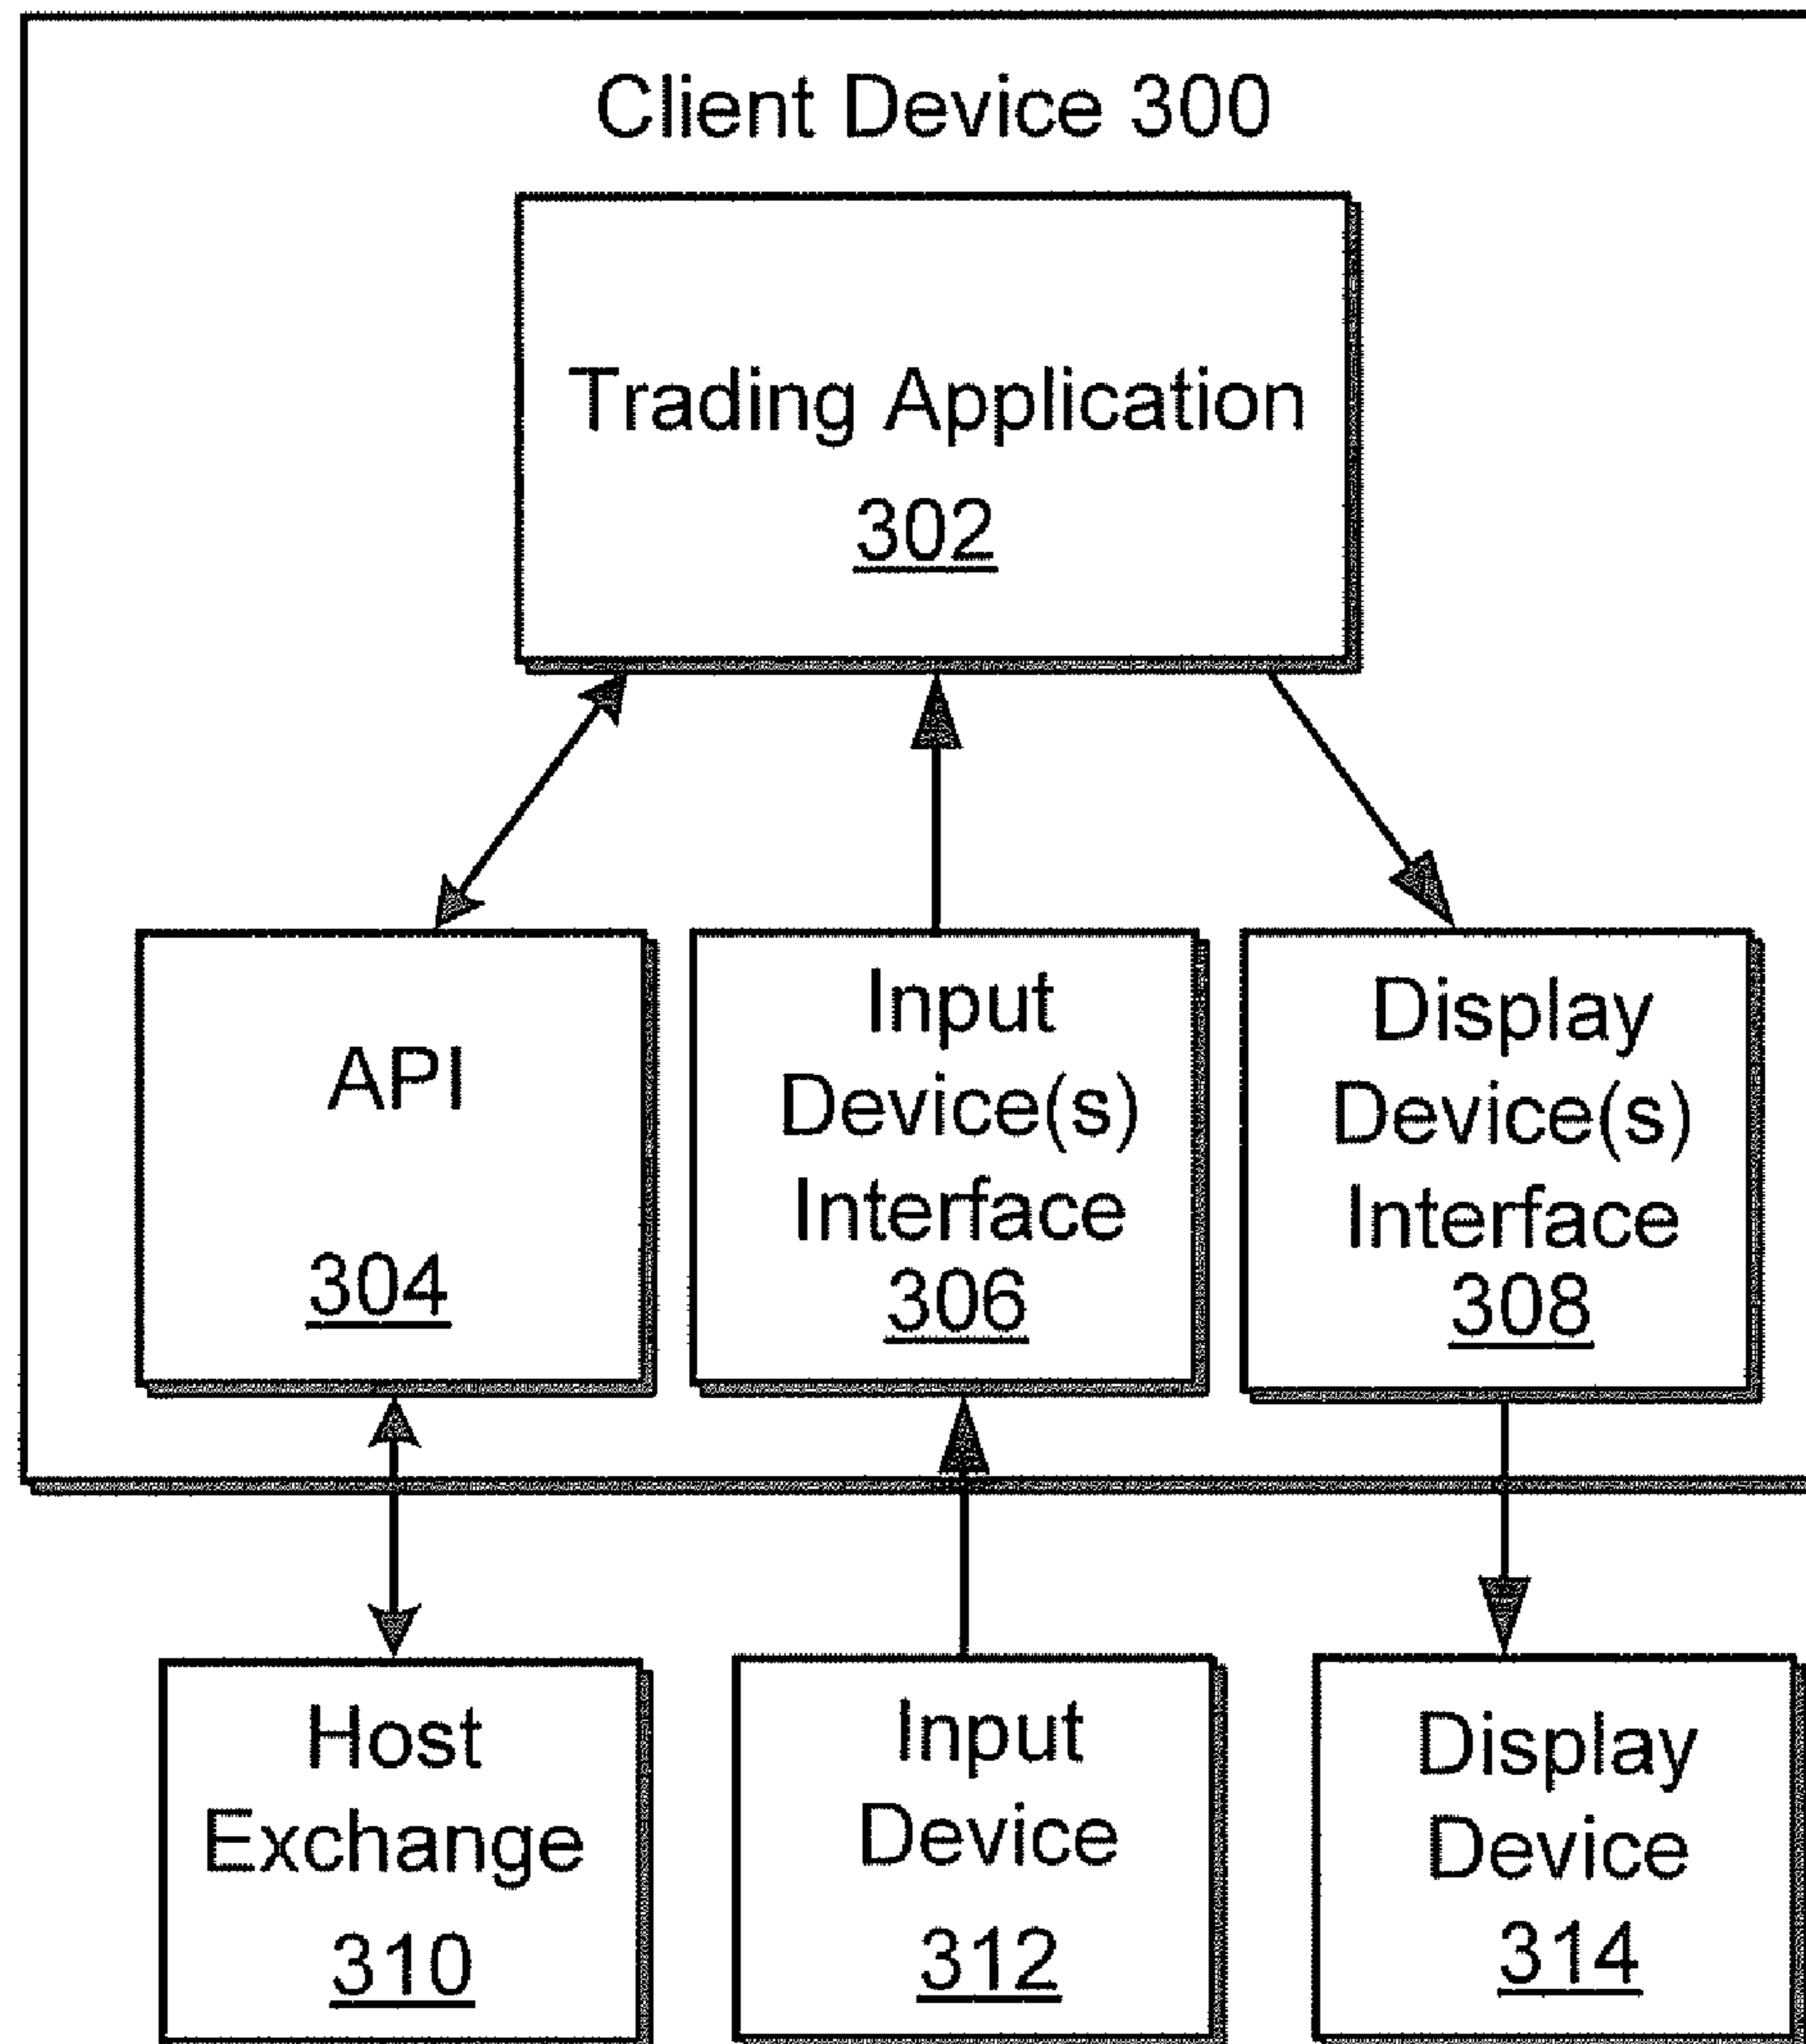 Client Device 300
Trading Application
302
API
304
Input
Device(s)
Interface
306
Display
Device(s)
Interface
308
Host
Exchange
310
Input
Device
312
Display
Device
314